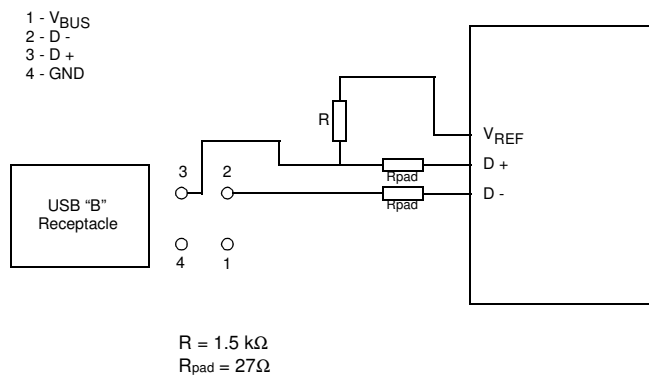 1 - VBUS
2 - D -
3 - D +
4 - GND
R
VREF
D +
Rpad
D -
Rpad
3
2
USB “B”
Receptacle
4
1
R = 1.5 kΩ
Rpad = 27Ω